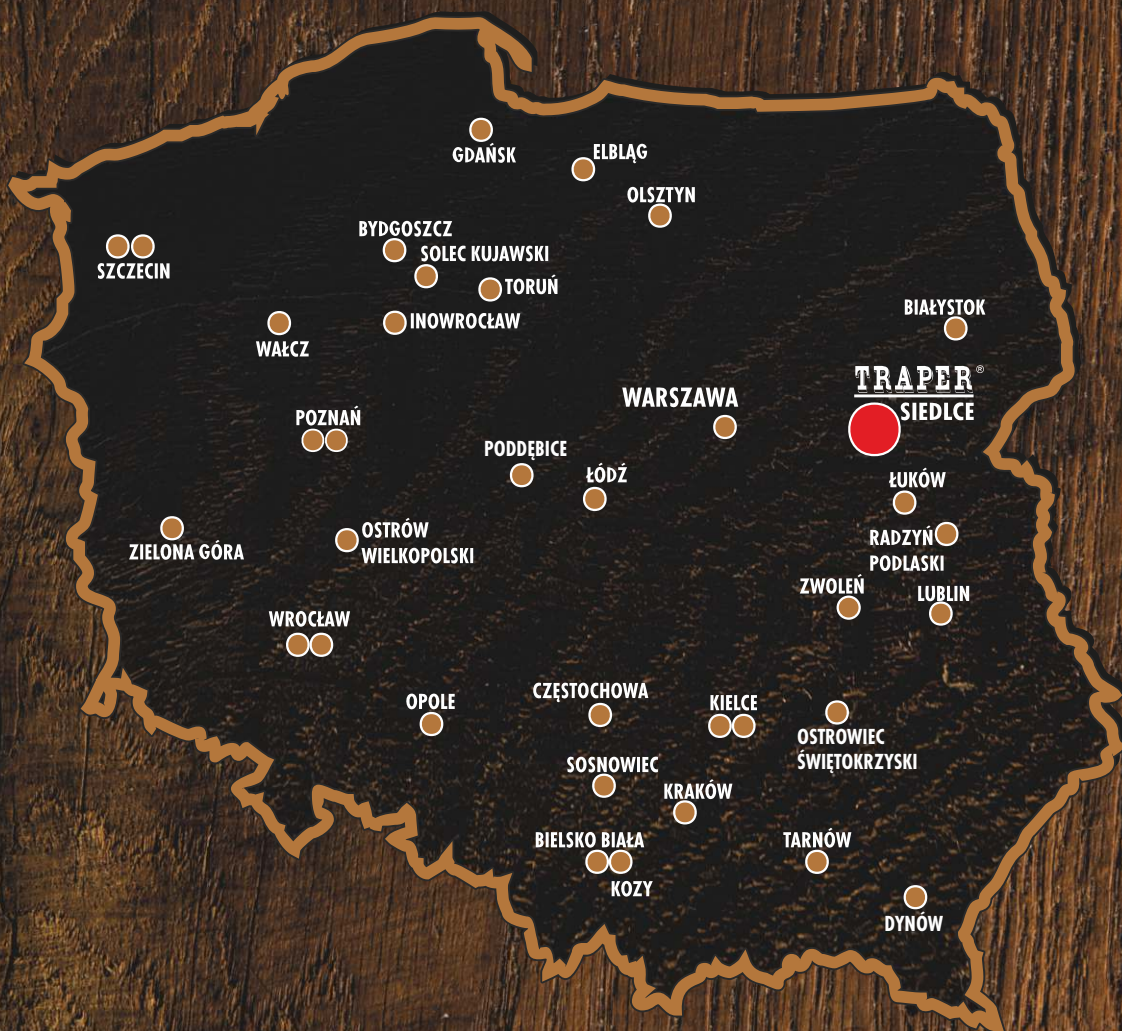 GDAŃSK
ELBLĄG
OLSZTYN
BYDGOSZCZ
SOLEC KUJAWSKI
SZCZECIN
TORUŃ
BIAŁYSTOK
INOWROCŁAW
WAŁCZ
TRAPER®
SIEDLCE
WARSZAWA
POZNAŃ
PODDĘBICE
ŁÓDŹ
ŁUKÓW
OSTRÓW
WIELKOPOLSKI
ZIELONA GÓRA
RADZYŃ
PODLASKI
ZWOLEŃ
LUBLIN
WROCŁAW
CZĘSTOCHOWA
OPOLE
KIELCE
OSTROWIEC
ŚWIĘTOKRZYSKI
SOSNOWIEC
KRAKÓW
BIELSKO BIAŁA
KOZY
TARNÓW
DYNÓW